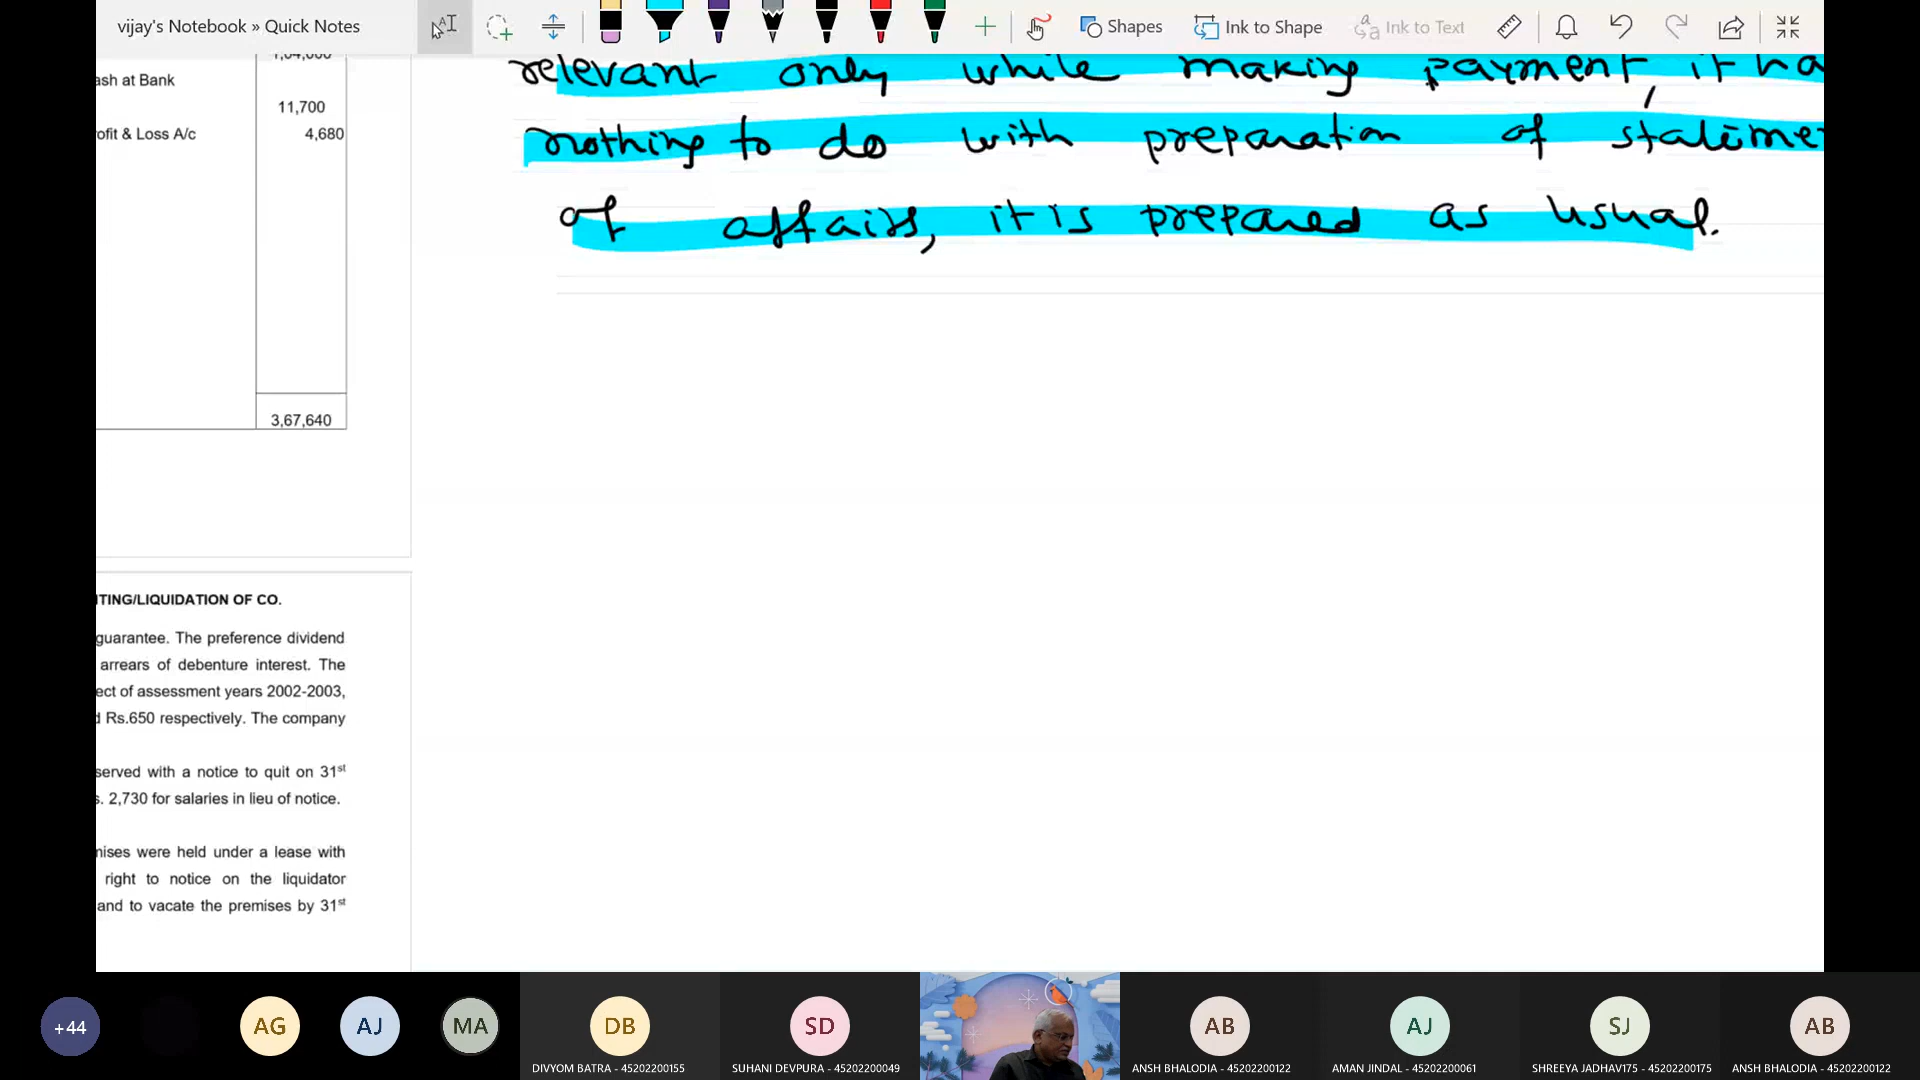 vijay's Notebook » Quick Notes
Shapes
Ink to Shape
Ink to Text
ash at Bank
11,700
ofit & Loss A/c 4,680
3,67,640
TING/LIQUIDATION OF CO.
guarantee. The preference dividend
arrears of debenture interest. The
ect of assessment years 2002-2003,
d Rs.650 respectively. The company
served with a notice to quit on 31st
s. 2,730 for salaries in lieu of notice.
mises were held under a lease with
right to notice on the liquidator
and to vacate the premises by 31st
relevant only while making payment, it ha
nothing to do with preparation of stateme
of affairs, it is prepared as usual.
+44
AG
AJ
MA
DB
DIVYOM BATRA - 45202200155
SD
SUHANI DEVPURA - 45202200049
AB
ANSH BHALODIA - 45202200122
AJ
AMAN JINDAL - 45202200061
SJ
SHREEYA JADHAV175 - 45202200175
AB
ANSH BHALODIA - 45202200122